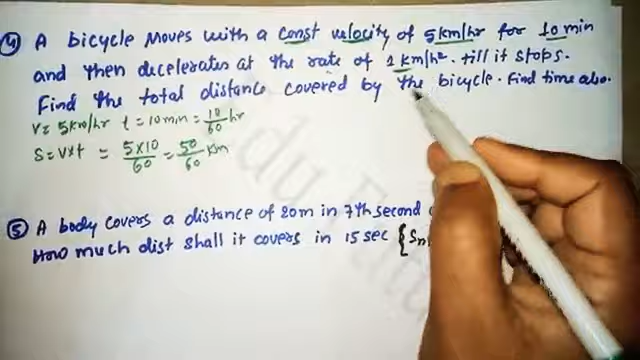 ④ A bicycle moves with a const velocity of 5km/hr for 10 min
and then decelerates at the rate of 1 km/h². till it stops.
Find the total distance covered by the bicycle. Find time also.
V= 5km/hr t = 10min = 10/60 hr
S = V×t = 5×10/60 = 50/60 km
⑤ A body covers a distance of 20m in 7th second
How much dist shall it covers in 15 sec {Sn